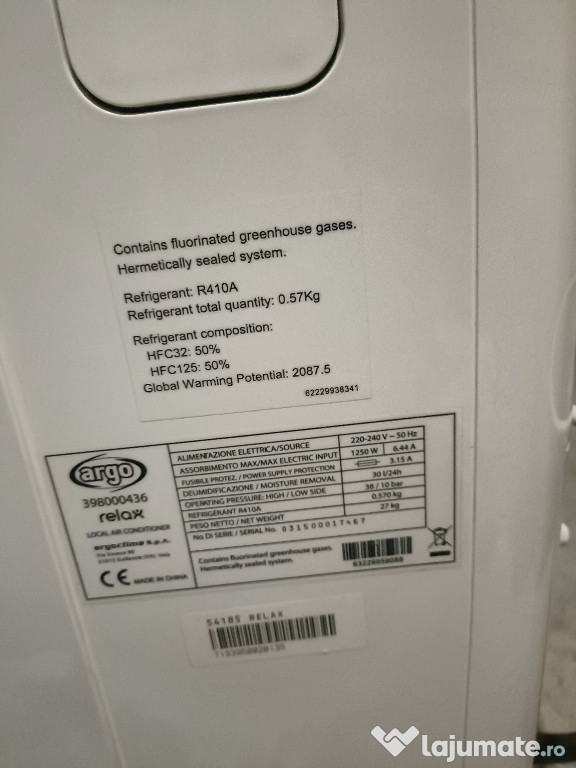 Contains fluorinated greenhouse gases.
Hermetically sealed system.
Refrigerant: R410A
Refrigerant total quantity: 0.57Kg
Refrigerant composition:
HFC32: 50%
HFC125: 50%
Global Warming Potential: 2087.5
62229938341
argo
398000436
relax
LOCAL AIR CONDITIONER
argoclima s.p.a.
CE MADE IN CHINA
ALIMENTAZIONE ELETTRICA/SOURCE 220-240 V ~ 50 Hz
ASSORBIMENTO MAX/MAX ELECTRIC INPUT 1250 W 6.44 A
FUSIBILE PROTEZ. / POWER SUPPLY PROTECTION 3.15 A
DEUMIDIFICAZIONE / MOISTURE REMOVAL 30 l/24h
OPERATING PRESSURE: HIGH / LOW SIDE 38 / 10 bar
REFRIGERANT R410A 0.570 kg
PESO NETTO / NET WEIGHT 27 kg
No DI SERIE / SERIAL No. 031500017467
Contains fluorinated greenhouse gases.
Hermetically sealed system.
54185 RELAX
lajumate.ro